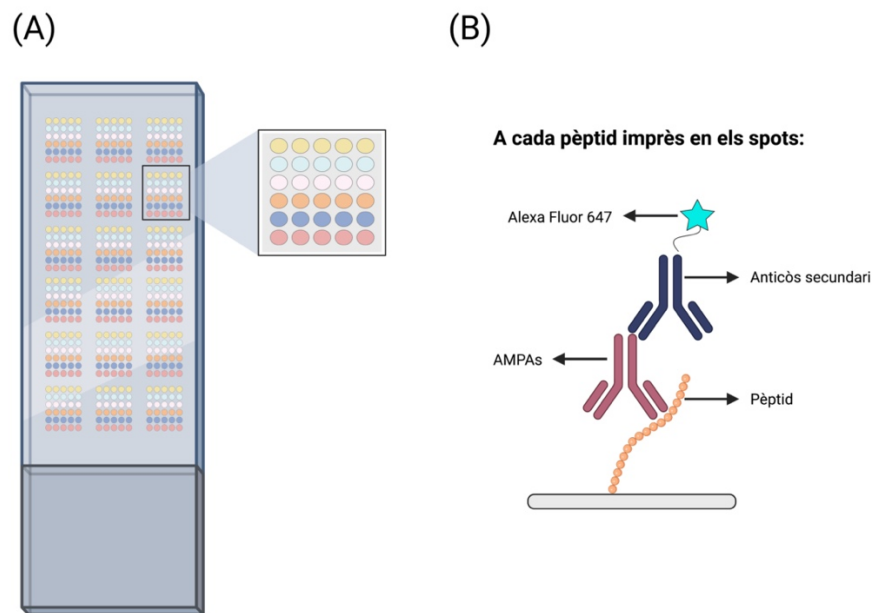 (A)
(B)
A cada pèptid imprès en els spots:
Alexa Fluor 647
Anticòs secundari
AMPAs
Pèptid